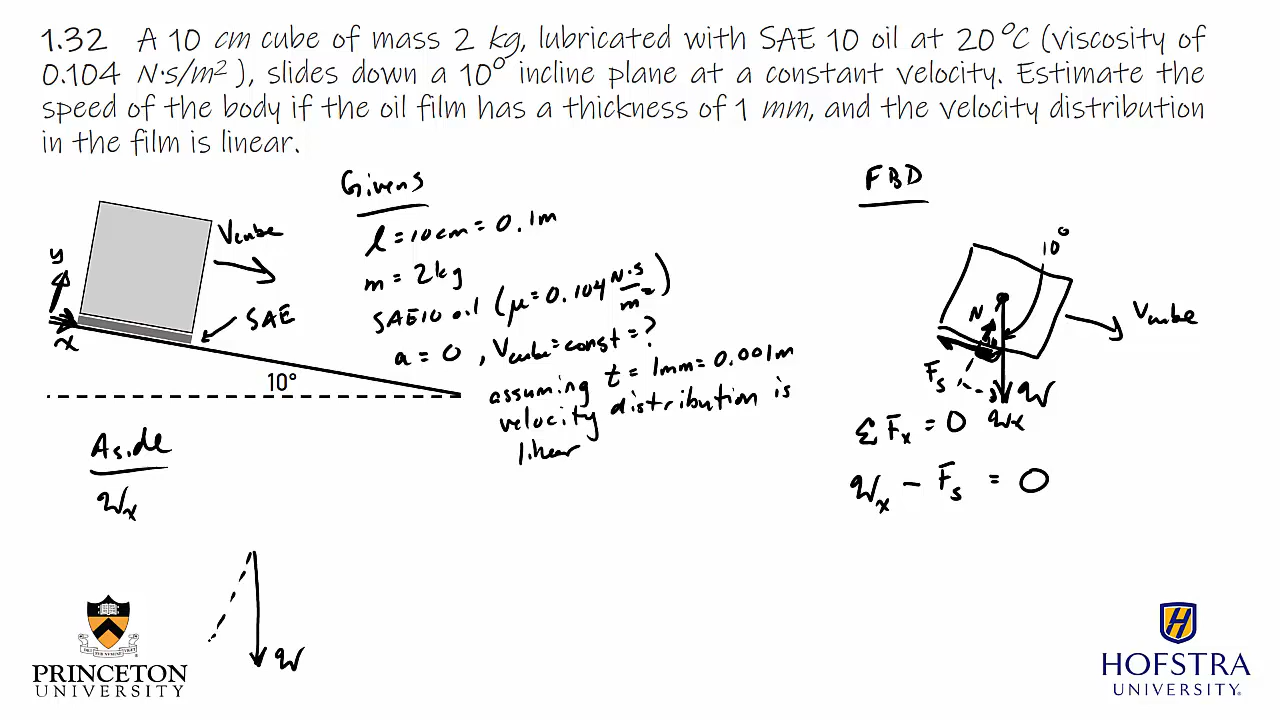 1.32 A 10 cm cube of mass 2 kg, lubricated with SAE 10 oil at 20 °C (viscosity of
0.104 N·s/m²), slides down a 10° incline plane at a constant velocity. Estimate the
speed of the body if the oil film has a thickness of 1 mm, and the velocity distribution
in the film is linear.
Givens
l = 10cm = 0.1m
m = 2kg
SAE10 oil (μ = 0.104 N·s/m²)
a = 0, Vcube = const = ?
assuming t = 1mm = 0.001m
velocity distribution is
linear
y
x
Vcube
SAE
10°
FBD
10°
N
Vcube
Fs
W
Wx
Σ Fx = 0
Wx - Fs = 0
Aside
Wx
W
PRINCETON
UNIVERSITY
H
HOFSTRA
UNIVERSITY.